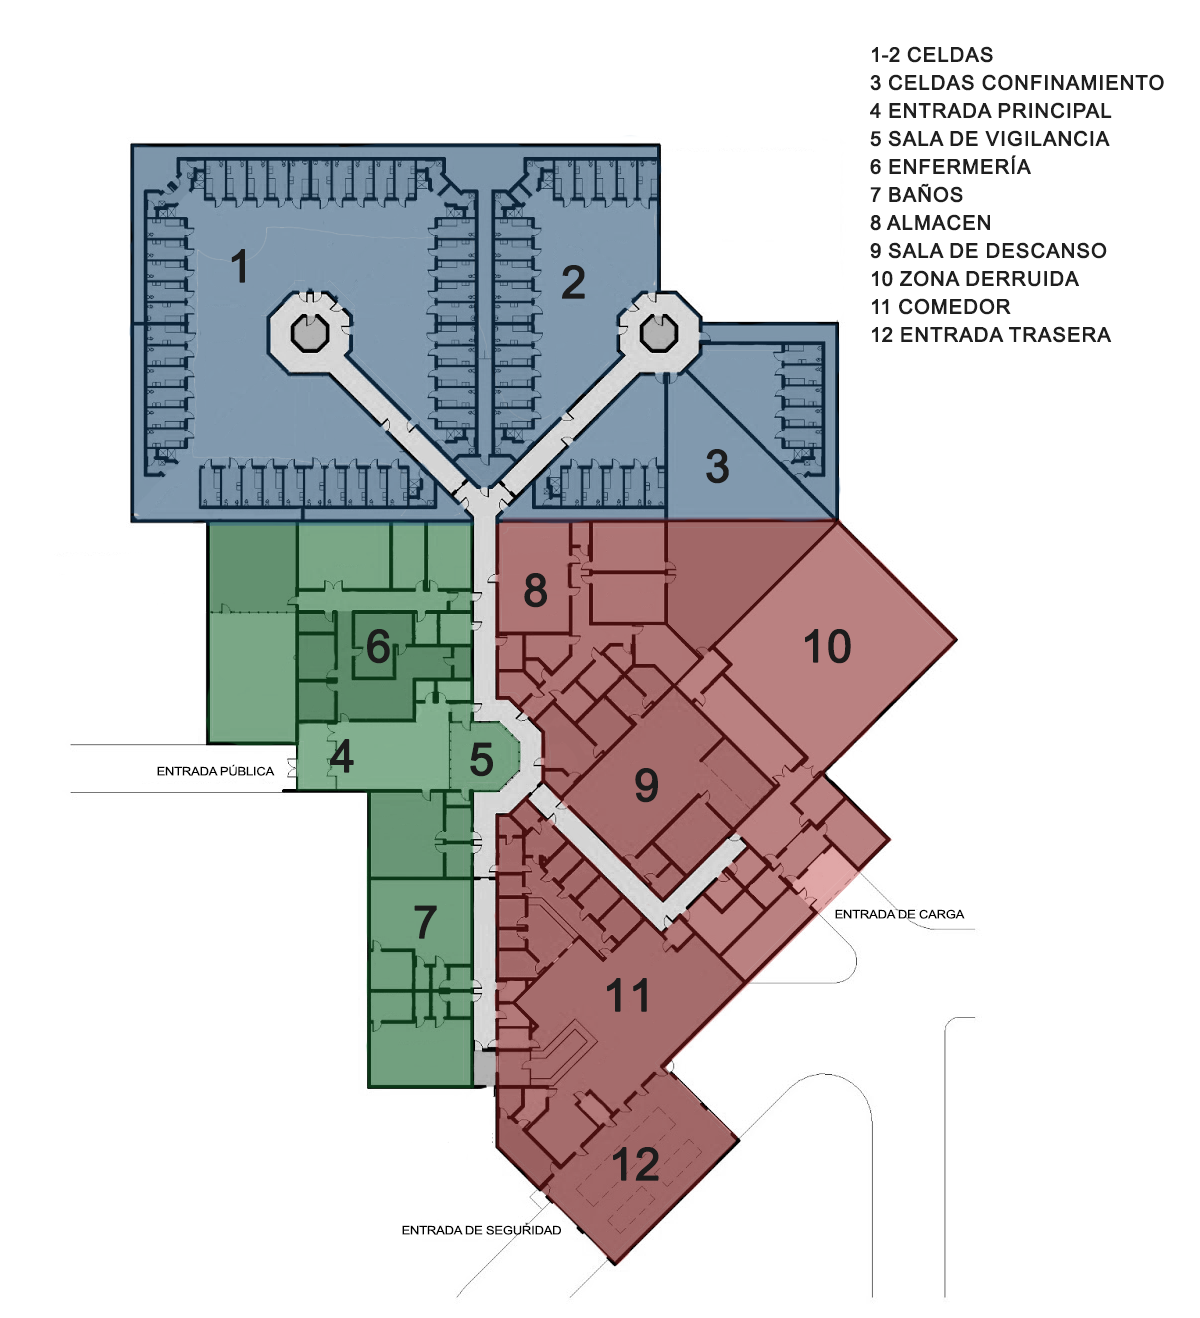 1-2 CELDAS
3 CELDAS CONFINAMIENTO
4 ENTRADA PRINCIPAL
5 SALA DE VIGILANCIA
6 ENFERMERÍA
7 BAÑOS
8 ALMACEN
9 SALA DE DESCANSO
10 ZONA DERRUIDA
11 COMEDOR
12 ENTRADA TRASERA
1
2
3
8
6
10
4
5
ENTRADA PÚBLICA
9
7
ENTRADA DE CARGA
11
12
ENTRADA DE SEGURIDAD